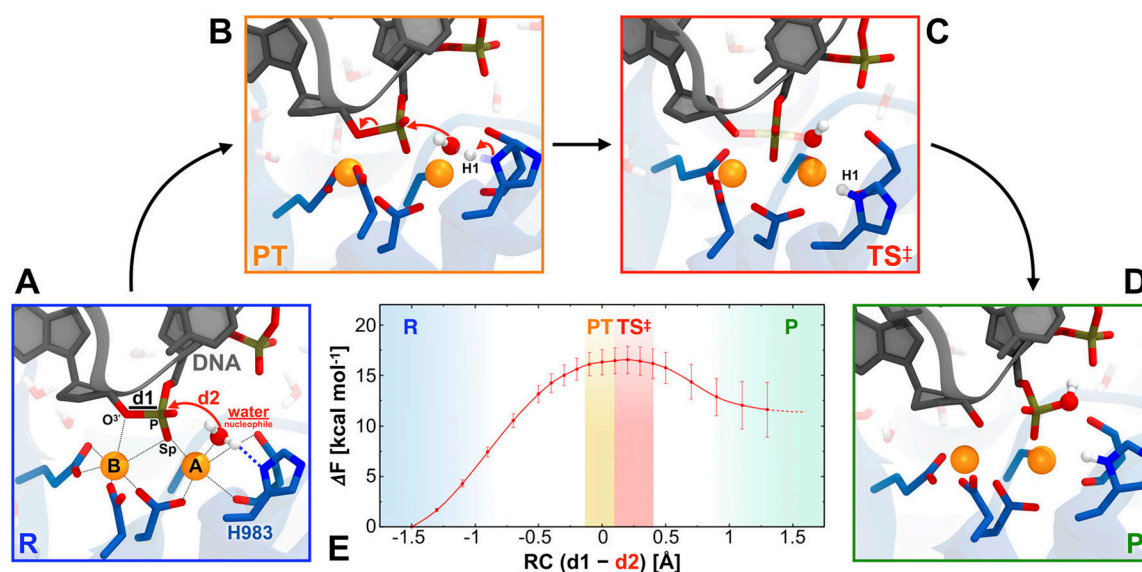 B
H1
PT
C
H1
TS‡
A
DNA
d1
d2
O3'
P
Sp
water
nucleophile
B
A
H983
R
E
R
PT
TS‡
P
ΔF [kcal mol-1]
20
15
10
5
0
-1.5
-1
-0.5
0
0.5
1
1.5
RC (d1 − d2) [Å]
D
P